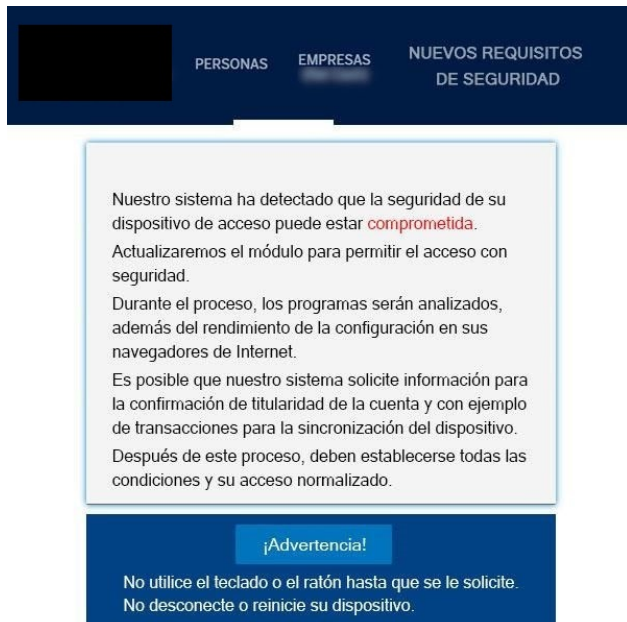 PERSONAS
EMPRESAS
NUEVOS REQUISITOS
DE SEGURIDAD
Nuestro sistema ha detectado que la seguridad de su
dispositivo de acceso puede estar comprometida.
Actualizaremos el módulo para permitir el acceso con
seguridad.
Durante el proceso, los programas serán analizados,
además del rendimiento de la configuración en sus
navegadores de Internet.
Es posible que nuestro sistema solicite información para
la confirmación de titularidad de la cuenta y con ejemplo
de transacciones para la sincronización del dispositivo.
Después de este proceso, deben establecerse todas las
condiciones y su acceso normalizado.
¡Advertencia!
No utilice el teclado o el ratón hasta que se le solicite.
No desconecte o reinicie su dispositivo.